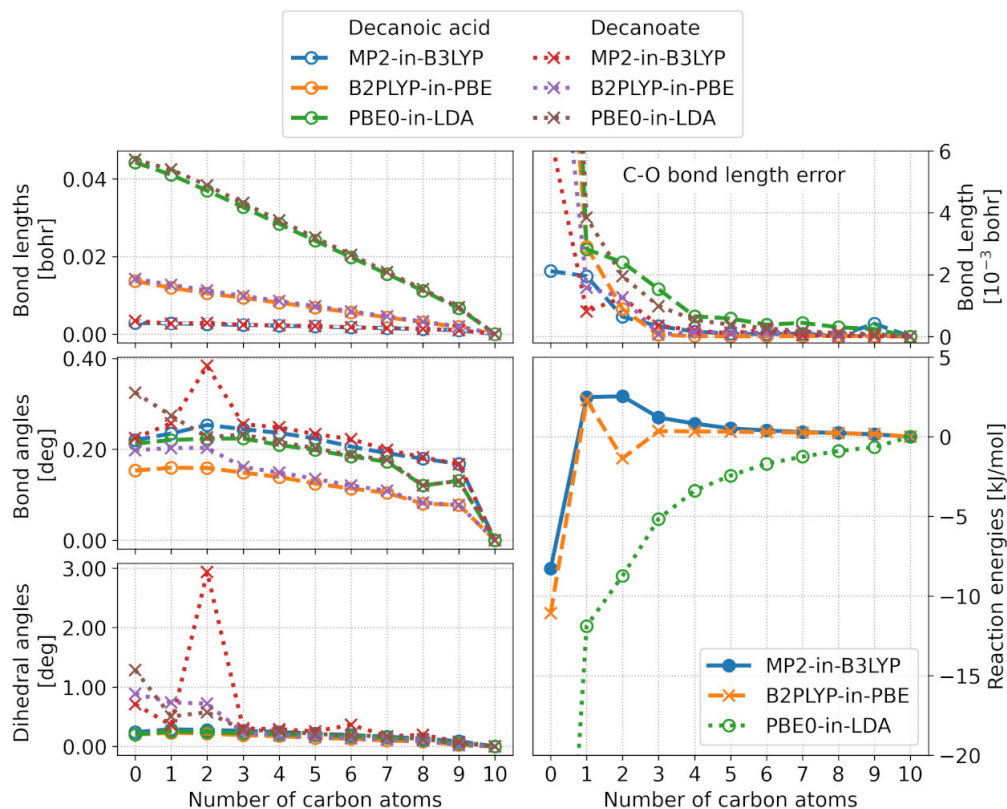 Decanoic acid
MP2-in-B3LYP
B2PLYP-in-PBE
PBE0-in-LDA
Decanoate
MP2-in-B3LYP
B2PLYP-in-PBE
PBE0-in-LDA
Bond lengths
[bohr]
0.04
0.02
0.00
C-O bond length error
6
4
2
0
Bond Length
[10⁻³ bohr]
Bond angles
[deg]
0.40
0.20
0.00
Dihedral angles
[deg]
3.00
2.00
1.00
0.00
0 1 2 3 4 5 6 7 8 9 10
Number of carbon atoms
5
0
−5
−10
−15
−20
Reaction energies [kJ/mol]
MP2-in-B3LYP
B2PLYP-in-PBE
PBE0-in-LDA
0 1 2 3 4 5 6 7 8 9 10
Number of carbon atoms